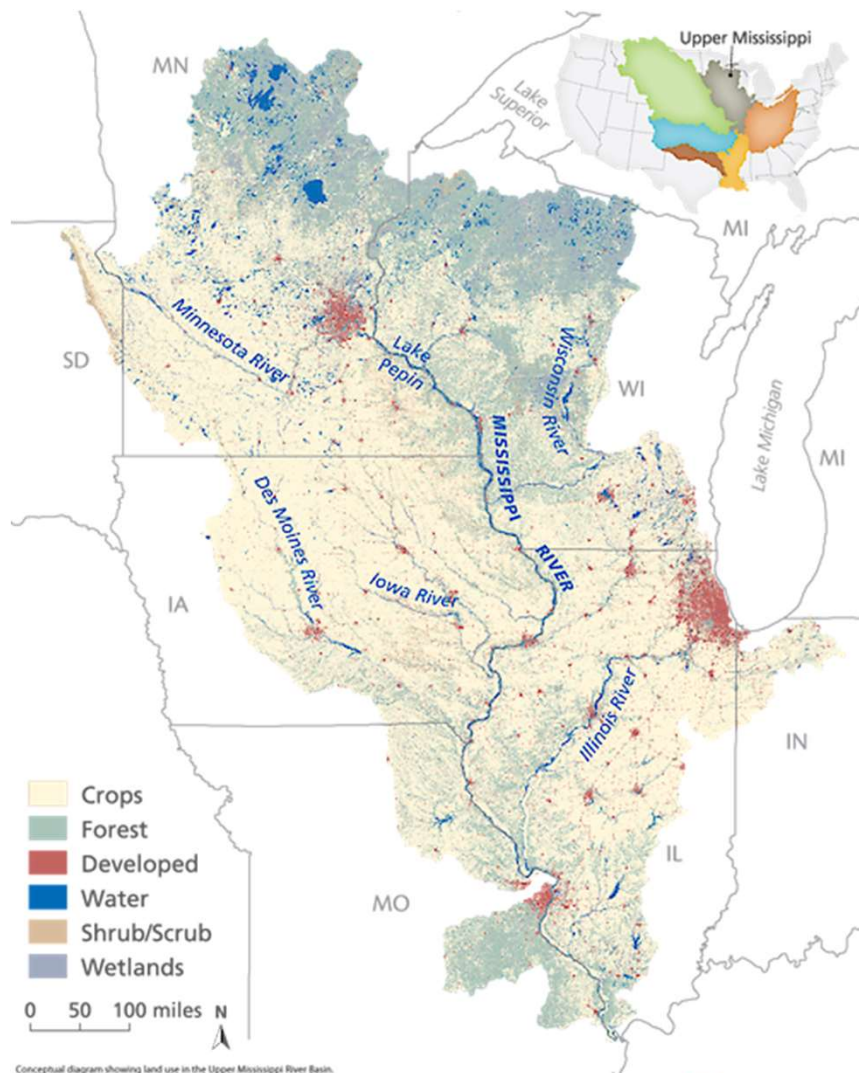 Upper Mississippi
MN
Lake
Superior
MI
SD
Minnesota River
Lake
Pepin
Wisconsin
River
WI
MISSISSIPPI
RIVER
Lake Michigan
MI
Des Moines River
Iowa River
IA
Illinois River
IN
Crops
Forest
Developed
Water
Shrub/Scrub
Wetlands
IL
MO
0 50 100 miles
N
Conceptual diagram showing land use in the Upper Mississippi River Basin.